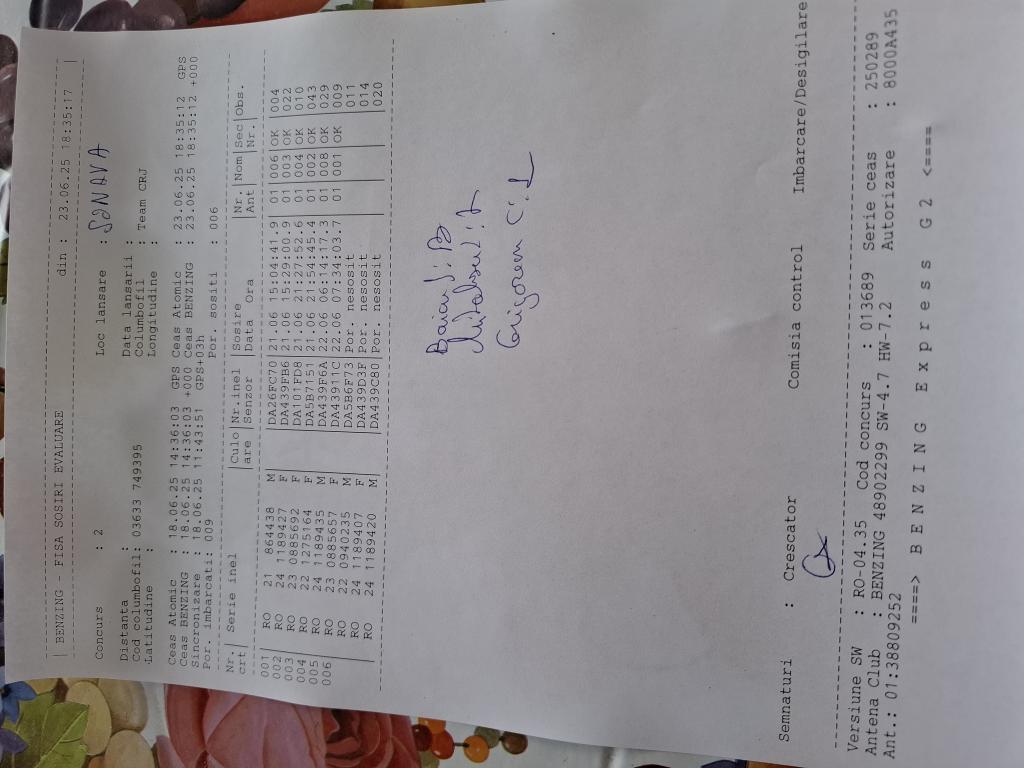 | BENZING - FISA SOSIRI EVALUARE din : 23.06.25 18:35:17 |
Concurs : 2 Loc lansare : SANAVA
Distanta : Data lansarii :
Cod columbofil: 03633 749395 Columbofil : Team CRJ
Latitudine : Longitudine :
Ceas Atomic : 18.06.25 14:36:03 GPS Ceas Atomic : 23.06.25 18:35:12 GPS
Ceas BENZING : 18.06.25 14:36:03 +000 Ceas BENZING : 23.06.25 18:35:12 +000
Sincronizare : 18.06.25 11:43:51 GPS+03h
Por.imbarcati: 009 Por. sositi : 006
Nr.| Serie inel |Culo|Nr.inel |Sosire |Nr.|Nom|Sec|Obs.
crt| |are |Senzor |Data Ora |Ant| |Nr.|
001| RO 21 864438 M |DA26FC70|21.06 15:04:41.9| 01|006|OK |004
002| RO 24 1189427 F |DA439FB6|21.06 15:29:00.9| 01|003|OK |022
003| RO 23 0885692 F |DA101FD8|21.06 21:27:52.6| 01|004|OK |010
004| RO 22 1275164 F |DA5B7151|21.06 21:54:45.4| 01|002|OK |043
005| RO 24 1189435 M |DA439FEA|22.06 06:14:17.3| 01|008|OK |029
006| RO 23 0885657 F |DA43911C|22.06 07:34:03.7| 01|001|OK |009
| RO 22 0940235 M |DA5B6F73|Por. nesosit | | | |011
| RO 24 1189407 F |DA439D3F|Por. nesosit | | | |014
| RO 24 1189420 M |DA439C80|Por. nesosit | | | |020
Semnaturi : Crescator Comisia control Imbarcare/Desigilare
Versiune SW : RO-04.35 Cod concurs : 013689 Serie ceas : 250289
Antena Club : BENZING 48902299 SW-4.7 HW-7.2 Autorizare : 8000A435
Ant.: 01:38809252
====> B E N Z I N G E x p r e s s G 2 <====